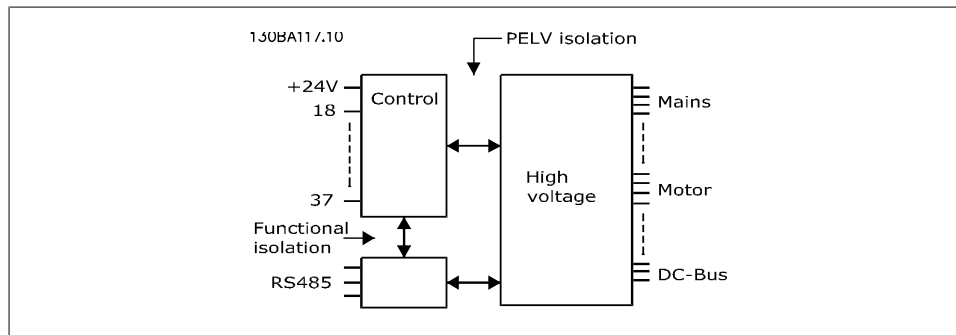 130BA117.10
PELV isolation
+24V
18
37
Control
High
voltage
Mains
Motor
DC-Bus
Functional
isolation
RS485